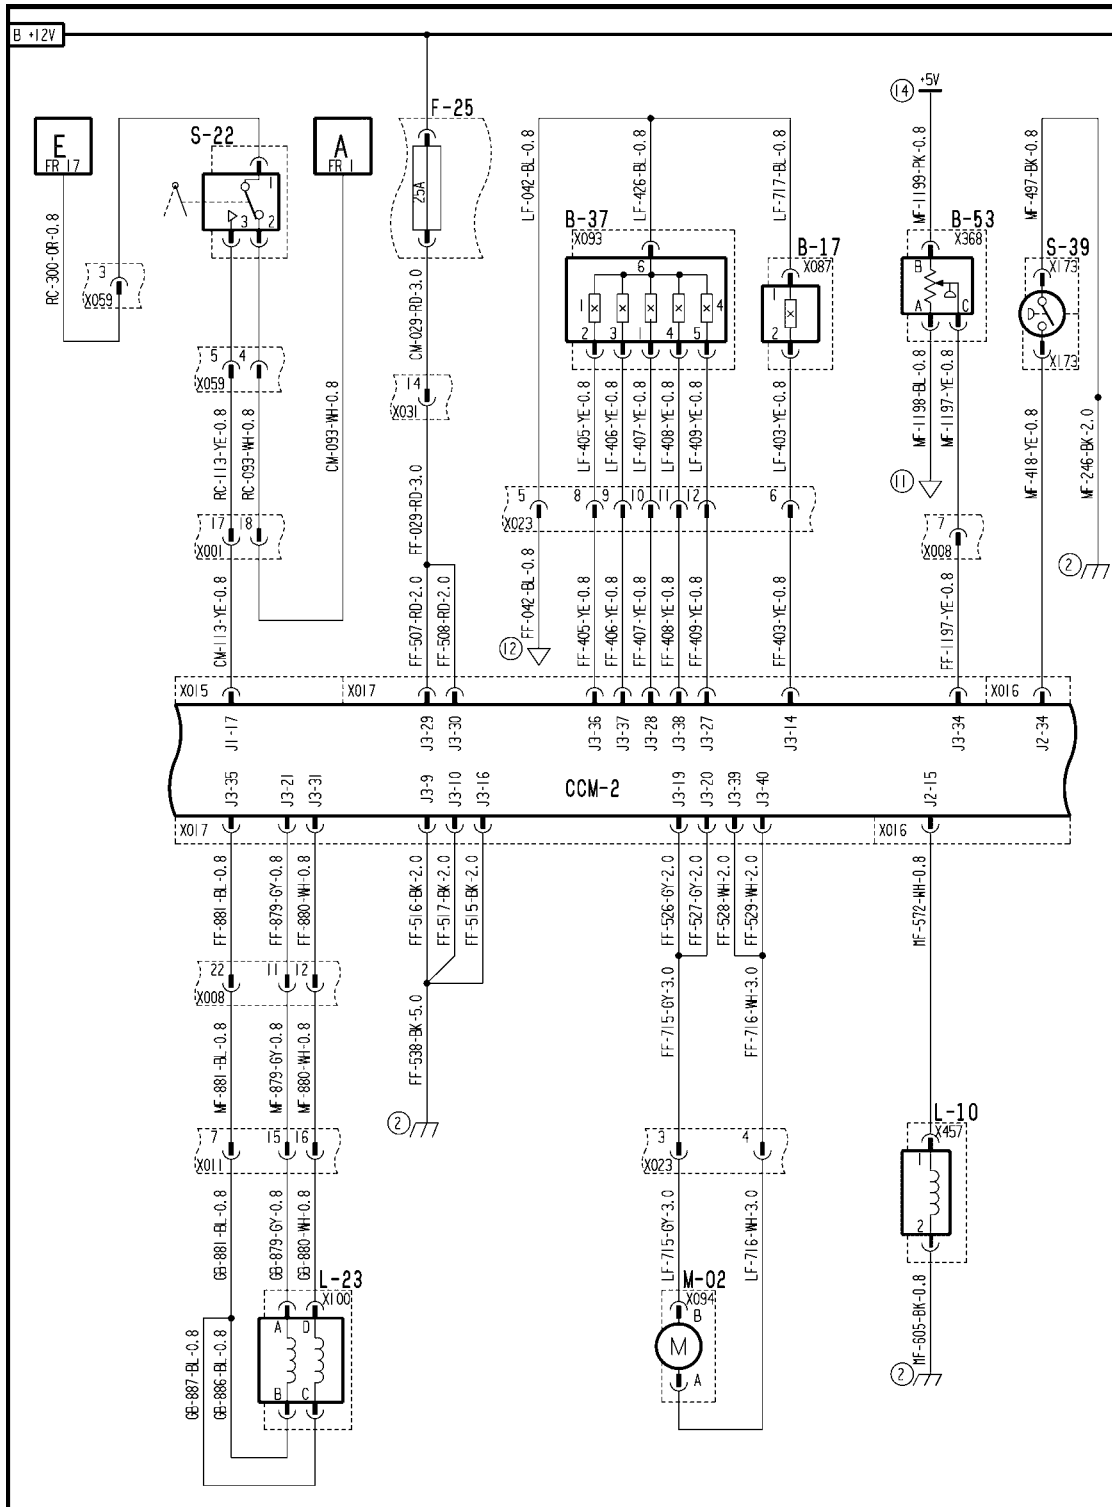 B +12V
E
FR 17
S-22
1
3
2
A
FR 1
F-25
25A
14
+5V
B-37
X093
6
1
4
2
3
1
4
5
B-17
X087
1
2
B-53
X368
B
A
C
S-39
X173
X173
RC-300-OR-0.8
3
X059
CM-029-RD-3.0
LF-042-BL-0.8
LF-426-BL-0.8
LF-717-BL-0.8
MF-1199-PK-0.8
MF-497-BK-0.8
5
4
X059
14
X031
RC-113-YE-0.8
RC-093-WH-0.8
CM-093-WH-0.8
LF-405-YE-0.8
LF-406-YE-0.8
LF-407-YE-0.8
LF-408-YE-0.8
LF-409-YE-0.8
LF-403-YE-0.8
MF-1198-BL-0.8
MF-1197-YE-0.8
MF-418-YE-0.8
MF-246-BK-2.0
17
18
X001
FF-029-RD-3.0
5
8
9
10
11
12
6
X023
11
7
X008
2
CM-113-YE-0.8
FF-507-RD-2.0
FF-508-RD-2.0
FF-042-BL-0.8
12
FF-405-YE-0.8
FF-406-YE-0.8
FF-407-YE-0.8
FF-408-YE-0.8
FF-409-YE-0.8
FF-403-YE-0.8
FF-1197-YE-0.8
X015
X017
X016
J1-17
J3-29
J3-30
J3-36
J3-37
J3-28
J3-38
J3-27
J3-14
J3-34
J2-34
CCM-2
J3-35
J3-21
J3-31
J3-9
J3-10
J3-16
J3-19
J3-20
J3-39
J3-40
J2-15
X017
X016
FF-881-BL-0.8
FF-879-GY-0.8
FF-880-WH-0.8
FF-516-BK-2.0
FF-517-BK-2.0
FF-515-BK-2.0
FF-526-GY-2.0
FF-527-GY-2.0
FF-528-WH-2.0
FF-529-WH-2.0
MF-572-WH-0.8
22
11
12
X008
MF-881-BL-0.8
MF-879-GY-0.8
MF-880-WH-0.8
FF-538-BK-5.0
2
FF-715-GY-3.0
FF-716-WH-3.0
7
15
16
X011
3
4
X023
L-10
X457
1
2
GB-881-BL-0.8
GB-879-GY-0.8
GB-880-WH-0.8
LF-715-GY-3.0
LF-716-WH-3.0
L-23
X100
A
D
B
C
GB-887-BL-0.8
GB-886-BL-0.8
M-02
X094
B
M
A
MF-605-BK-0.8
2